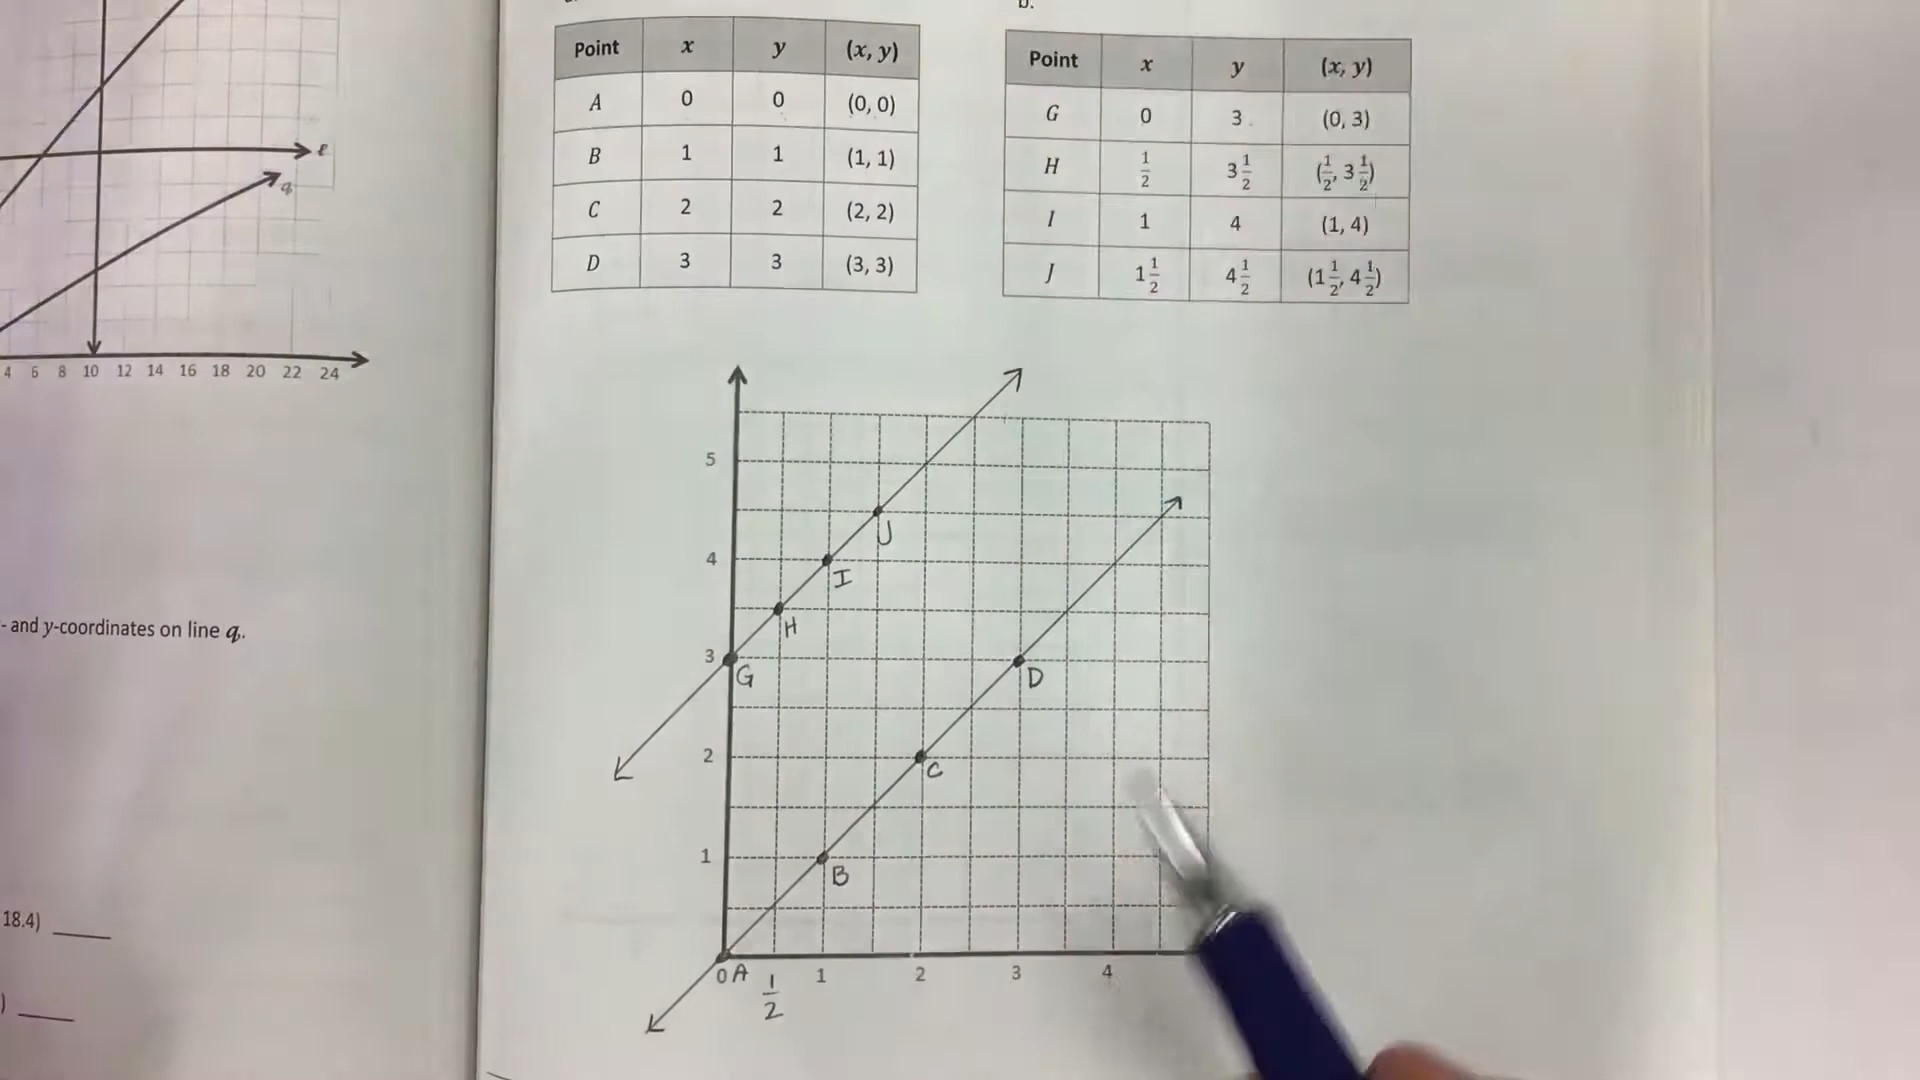 b.
Point x y (x, y)
A 0 0 (0, 0)
B 1 1 (1, 1)
C 2 2 (2, 2)
D 3 3 (3, 3)
Point x y (x, y)
G 0 3 (0, 3)
H 1/2 3 1/2 (1/2, 3 1/2)
I 1 4 (1, 4)
J 1 1/2 4 1/2 (1 1/2, 4 1/2)
ℓ
q
4 6 8 10 12 14 16 18 20 22 24
- and y-coordinates on line q.
18.4)
)
5
4
3
2
1
J
I
H
G
D
C
B
0 A 1/2 1 2 3 4